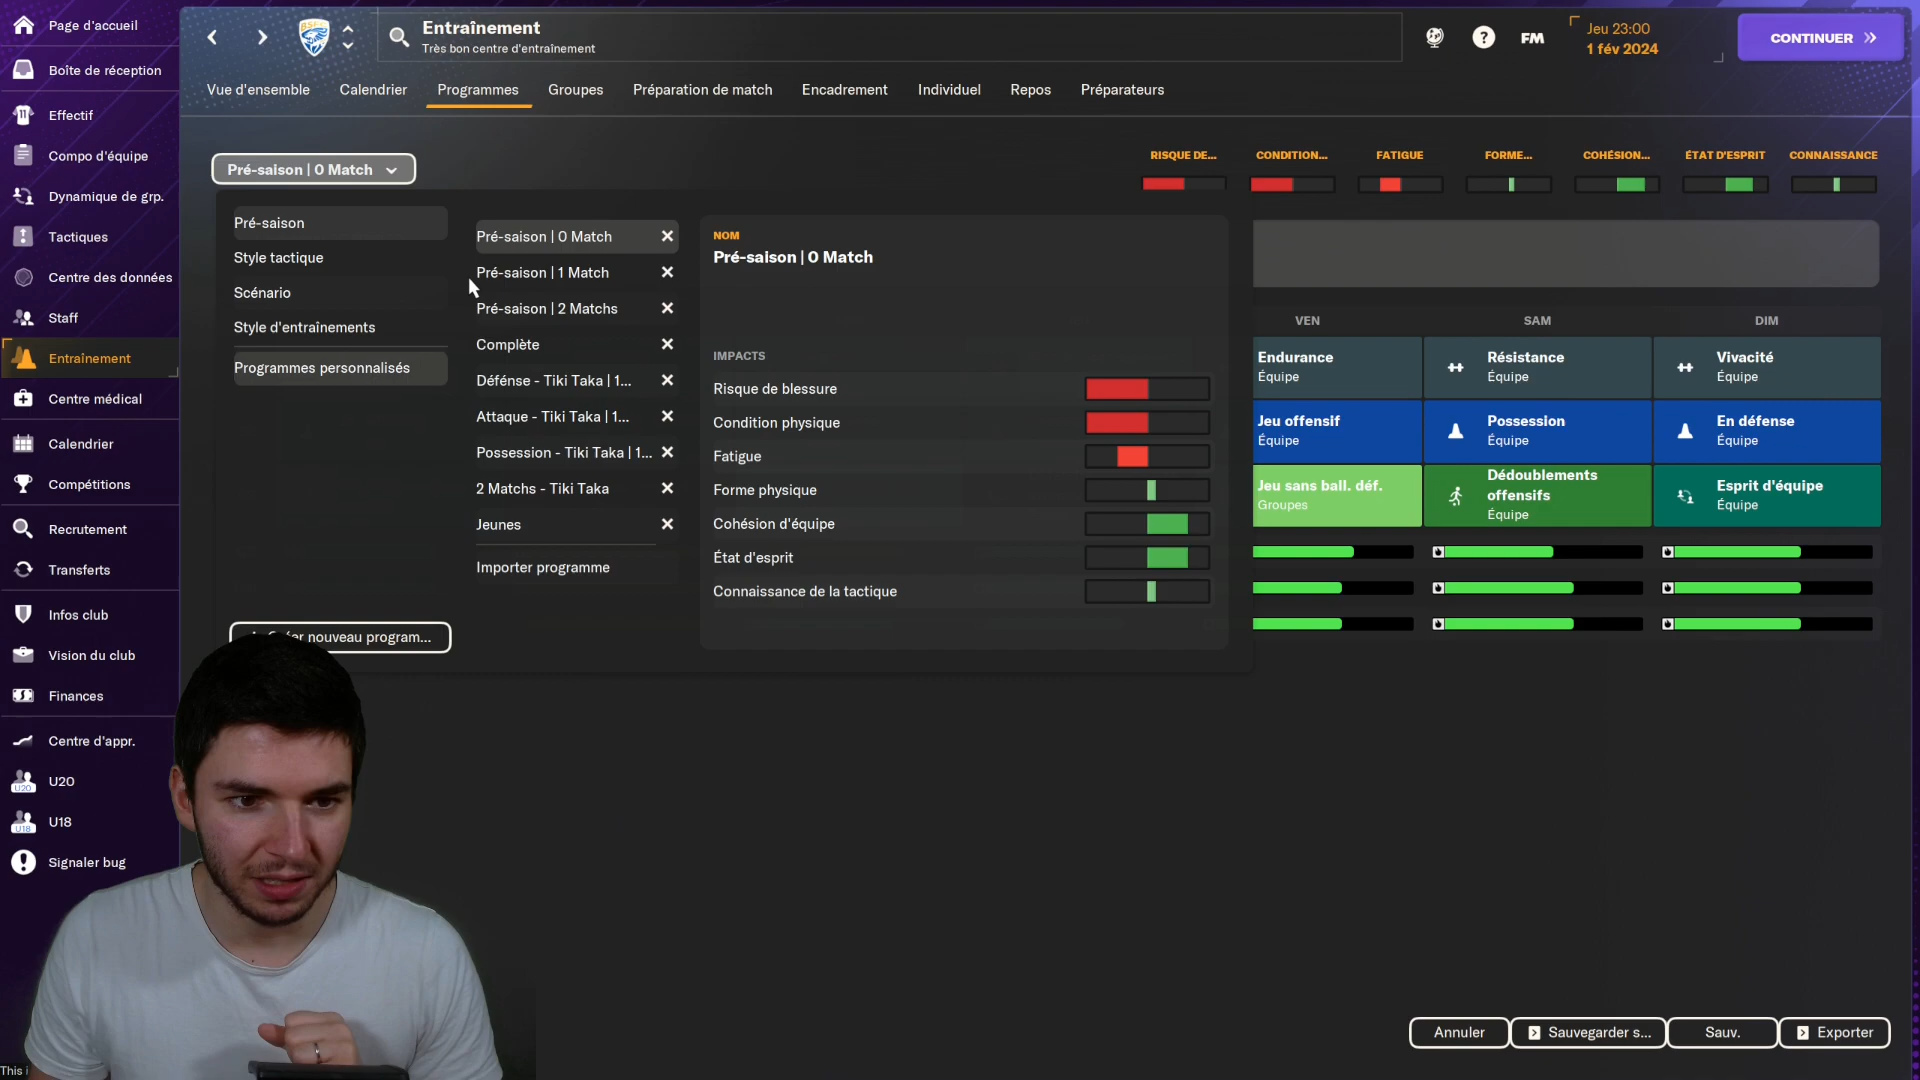 Page d'accueil
Boîte de réception
Effectif
Compo d'équipe
Dynamique de grp.
Tactiques
Centre des données
Staff
Entraînement
Centre médical
Calendrier
Compétitions
Recrutement
Transferts
Infos club
Vision du club
Finances
Centre d'appr.
U20
U20
U18
U18
Signaler bug
This i
Entraînement
Très bon centre d'entraînement
?
FM
Jeu 23:00
1 fév 2024
CONTINUER
Vue d'ensemble
Calendrier
Programmes
Groupes
Préparation de match
Encadrement
Individuel
Repos
Préparateurs
Pré-saison | 0 Match
RISQUE DE...
CONDITION...
FATIGUE
FORME...
COHÉSION...
ÉTAT D'ESPRIT
CONNAISSANCE
Pré-saison
Style tactique
Scénario
Style d'entraînements
Programmes personnalisés
Pré-saison | 0 Match
Pré-saison | 1 Match
Pré-saison | 2 Matchs
Complète
Défénse - Tiki Taka | 1...
Attaque - Tiki Taka | 1...
Possession - Tiki Taka | 1...
2 Matchs - Tiki Taka
Jeunes
Importer programme
nouveau program...
NOM
Pré-saison | 0 Match
IMPACTS
Risque de blessure
Condition physique
Fatigue
Forme physique
Cohésion d'équipe
État d'esprit
Connaissance de la tactique
VEN
SAM
DIM
Endurance
Équipe
Résistance
Équipe
Vivacité
Équipe
Jeu offensif
Équipe
Possession
Équipe
En défense
Équipe
Jeu sans ball. déf.
Groupes
Dédoublements
offensifs
Équipe
Esprit d'équipe
Équipe
Annuler
Sauvegarder s...
Sauv.
Exporter